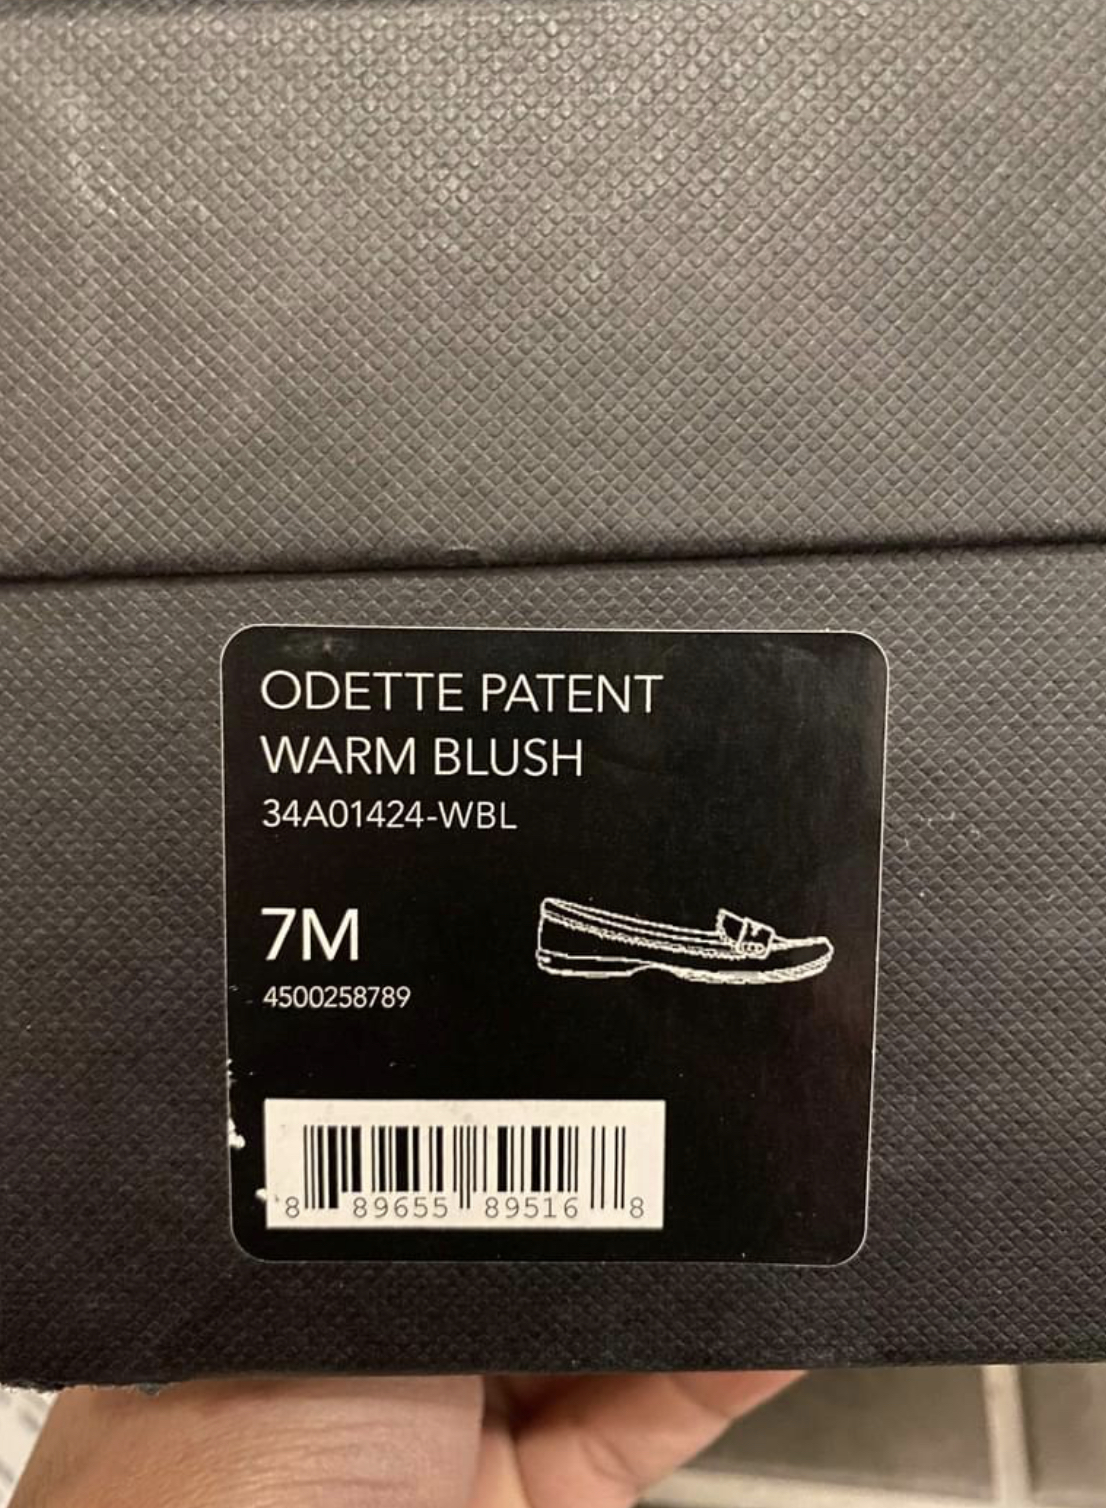 ODETTE PATENT
WARM BLUSH
34A01424-WBL
7M
4500258789
8 89655 89516 8